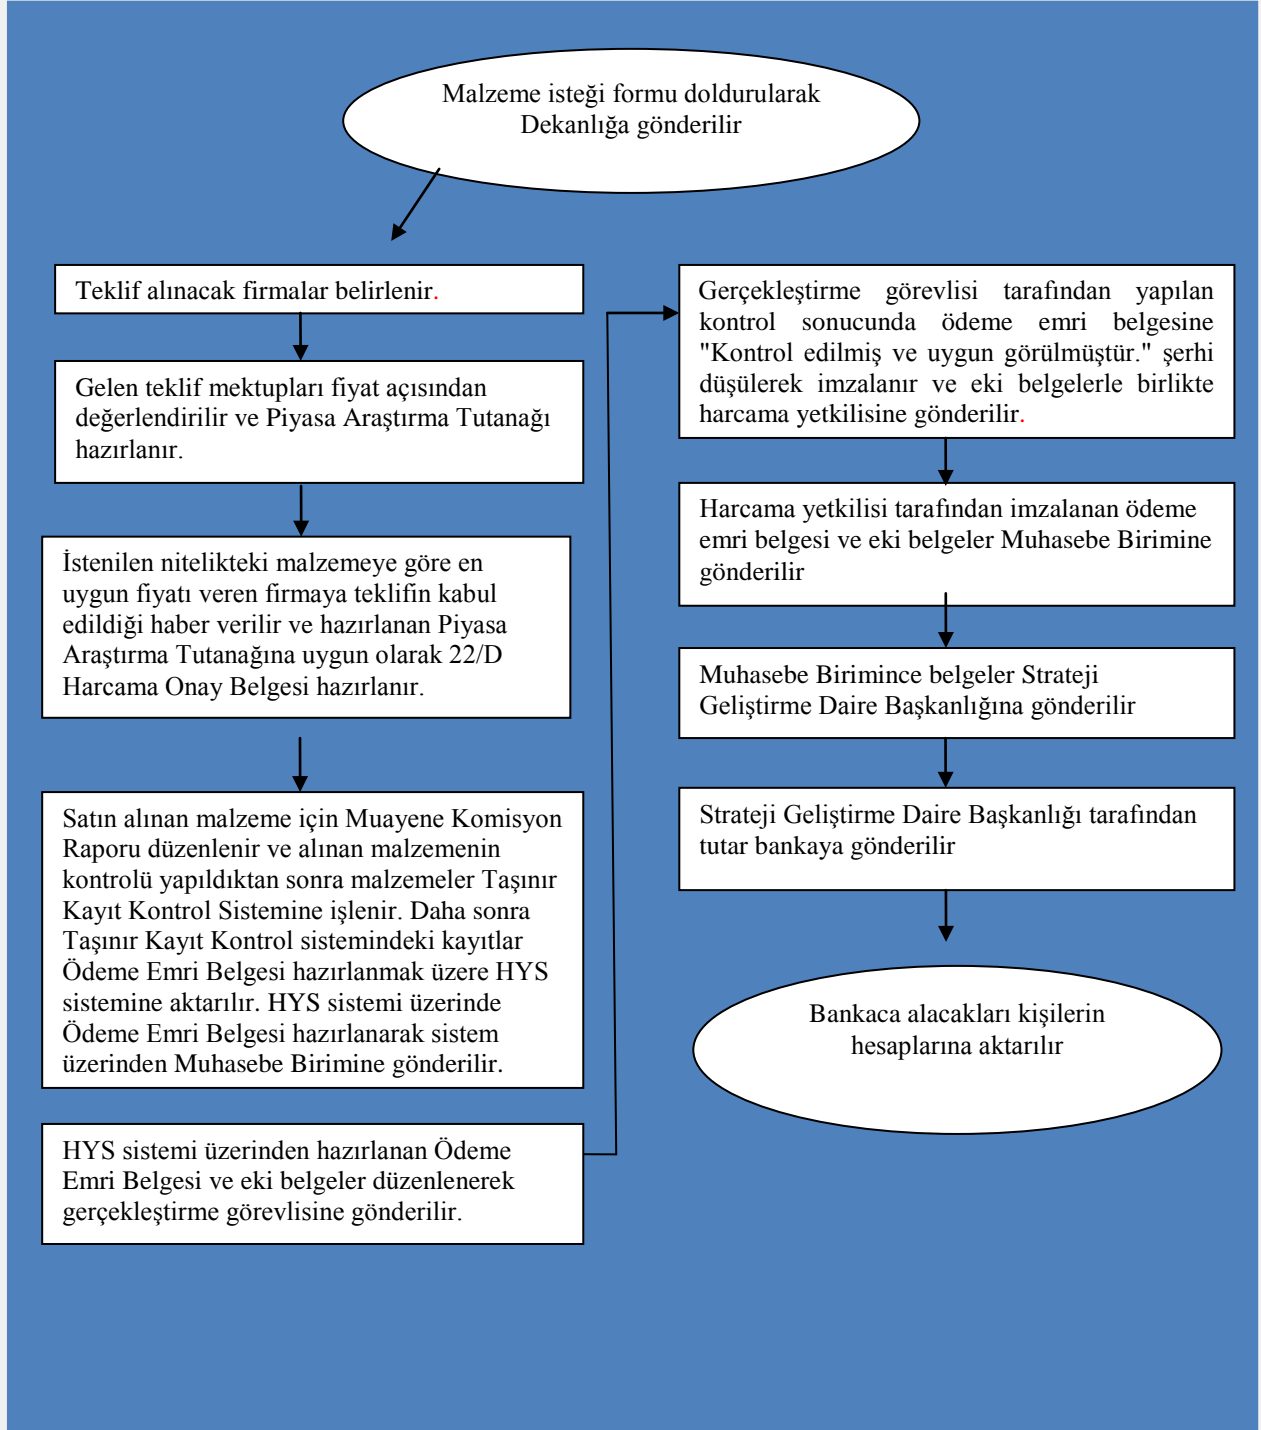 Malzeme isteği formu doldurularak
Dekanlığa gönderilir
Teklif alınacak firmalar belirlenir.
Gelen teklif mektupları fiyat açısından
değerlendirilir ve Piyasa Araştırma Tutanağı
hazırlanır.
İstenilen nitelikteki malzemeye göre en
uygun fiyatı veren firmaya teklifin kabul
edildiği haber verilir ve hazırlanan Piyasa
Araştırma Tutanağına uygun olarak 22/D
Harcama Onay Belgesi hazırlanır.
Satın alınan malzeme için Muayene Komisyon
Raporu düzenlenir ve alınan malzemenin
kontrolü yapıldıktan sonra malzemeler Taşınır
Kayıt Kontrol Sistemine işlenir. Daha sonra
Taşınır Kayıt Kontrol sistemindeki kayıtlar
Ödeme Emri Belgesi hazırlanmak üzere HYS
sistemine aktarılır. HYS sistemi üzerinde
Ödeme Emri Belgesi hazırlanarak sistem
üzerinden Muhasebe Birimine gönderilir.
HYS sistemi üzerinden hazırlanan Ödeme
Emri Belgesi ve eki belgeler düzenlenerek
gerçekleştirme görevlisine gönderilir.
Gerçekleştirme görevlisi tarafından yapılan
kontrol sonucunda ödeme emri belgesine
"Kontrol edilmiş ve uygun görülmüştür." şerhi
düşülerek imzalanır ve eki belgelerle birlikte
harcama yetkilisine gönderilir.
Harcama yetkilisi tarafından imzalanan ödeme
emri belgesi ve eki belgeler Muhasebe Birimine
gönderilir
Muhasebe Birimince belgeler Strateji
Geliştirme Daire Başkanlığına gönderilir
Strateji Geliştirme Daire Başkanlığı tarafından
tutar bankaya gönderilir
Bankaca alacakları kişilerin
hesaplarına aktarılır